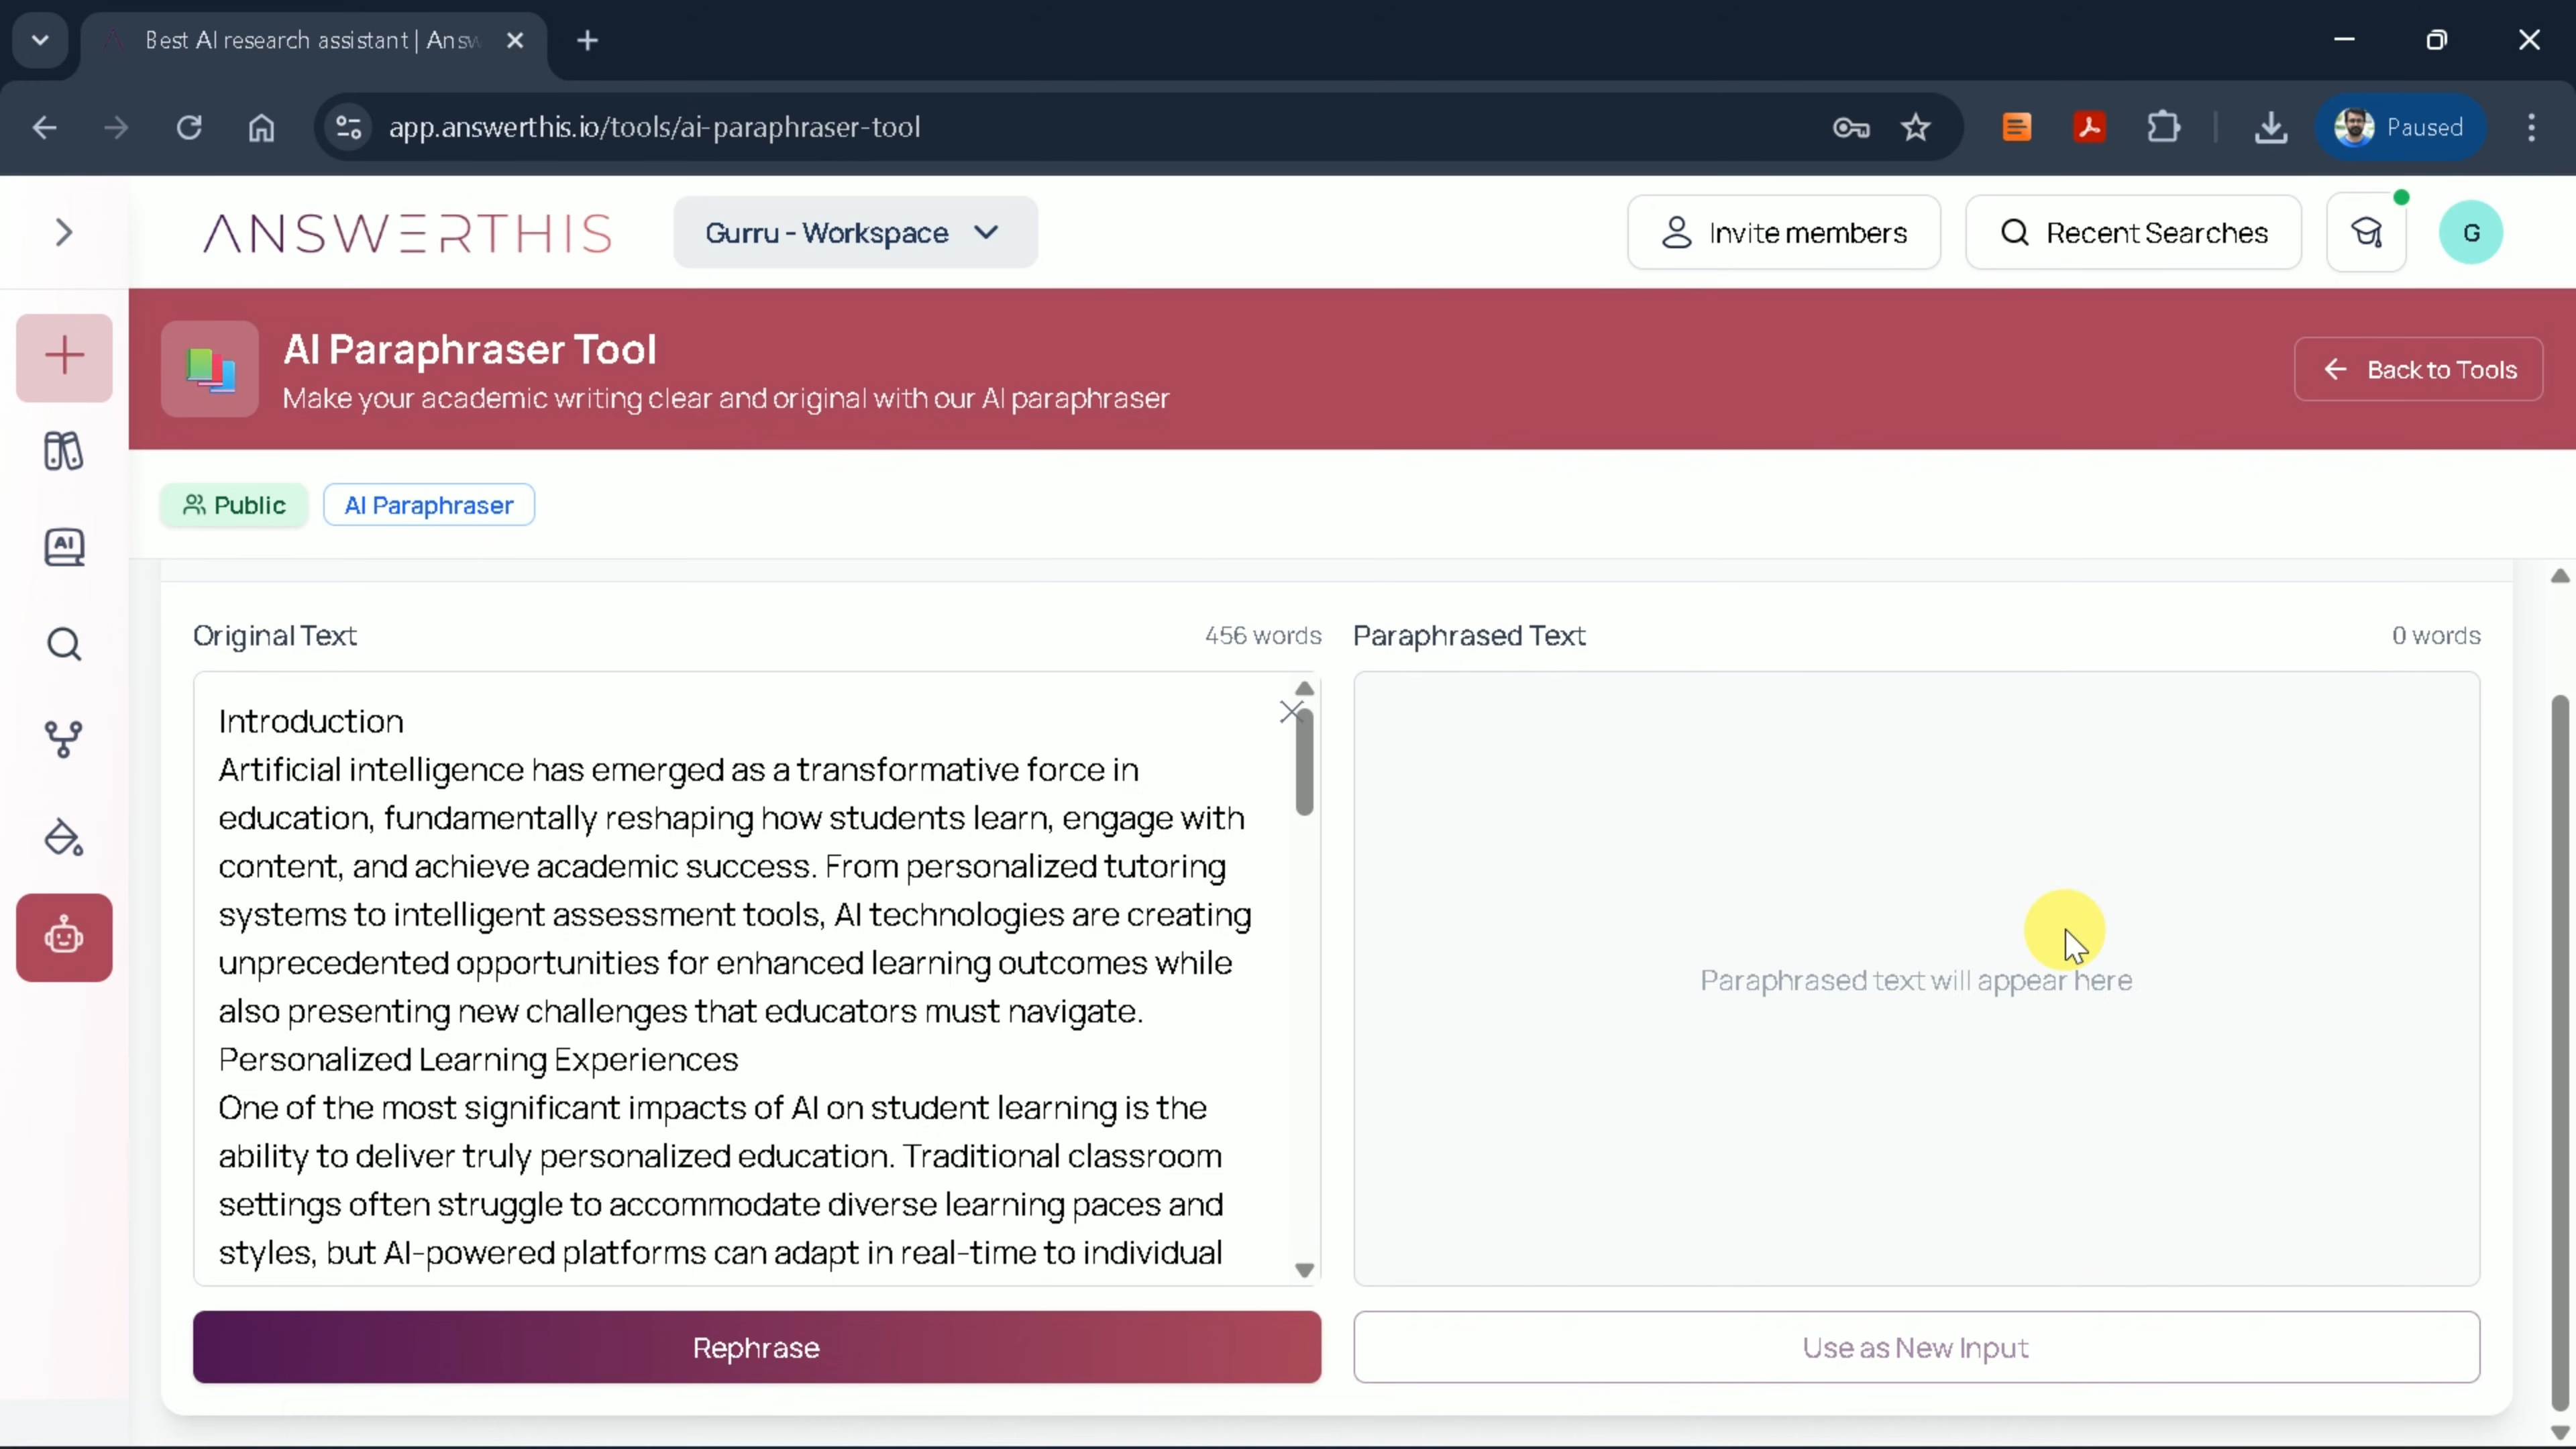 Best AI research assistant | Answ
app.answerthis.io/tools/ai-paraphraser-tool
Paused
ANSWERTHIS
Gurru - Workspace
Invite members
Recent Searches
G
AI Paraphraser Tool
Make your academic writing clear and original with our AI paraphraser
Back to Tools
Public
AI Paraphraser
AI
Original Text
456 words
Paraphrased Text
0 words
Introduction
Artificial intelligence has emerged as a transformative force in
education, fundamentally reshaping how students learn, engage with
content, and achieve academic success. From personalized tutoring
systems to intelligent assessment tools, AI technologies are creating
unprecedented opportunities for enhanced learning outcomes while
also presenting new challenges that educators must navigate.
Personalized Learning Experiences
One of the most significant impacts of AI on student learning is the
ability to deliver truly personalized education. Traditional classroom
settings often struggle to accommodate diverse learning paces and
styles, but AI-powered platforms can adapt in real-time to individual
Paraphrased text will appear here
Rephrase
Use as New Input